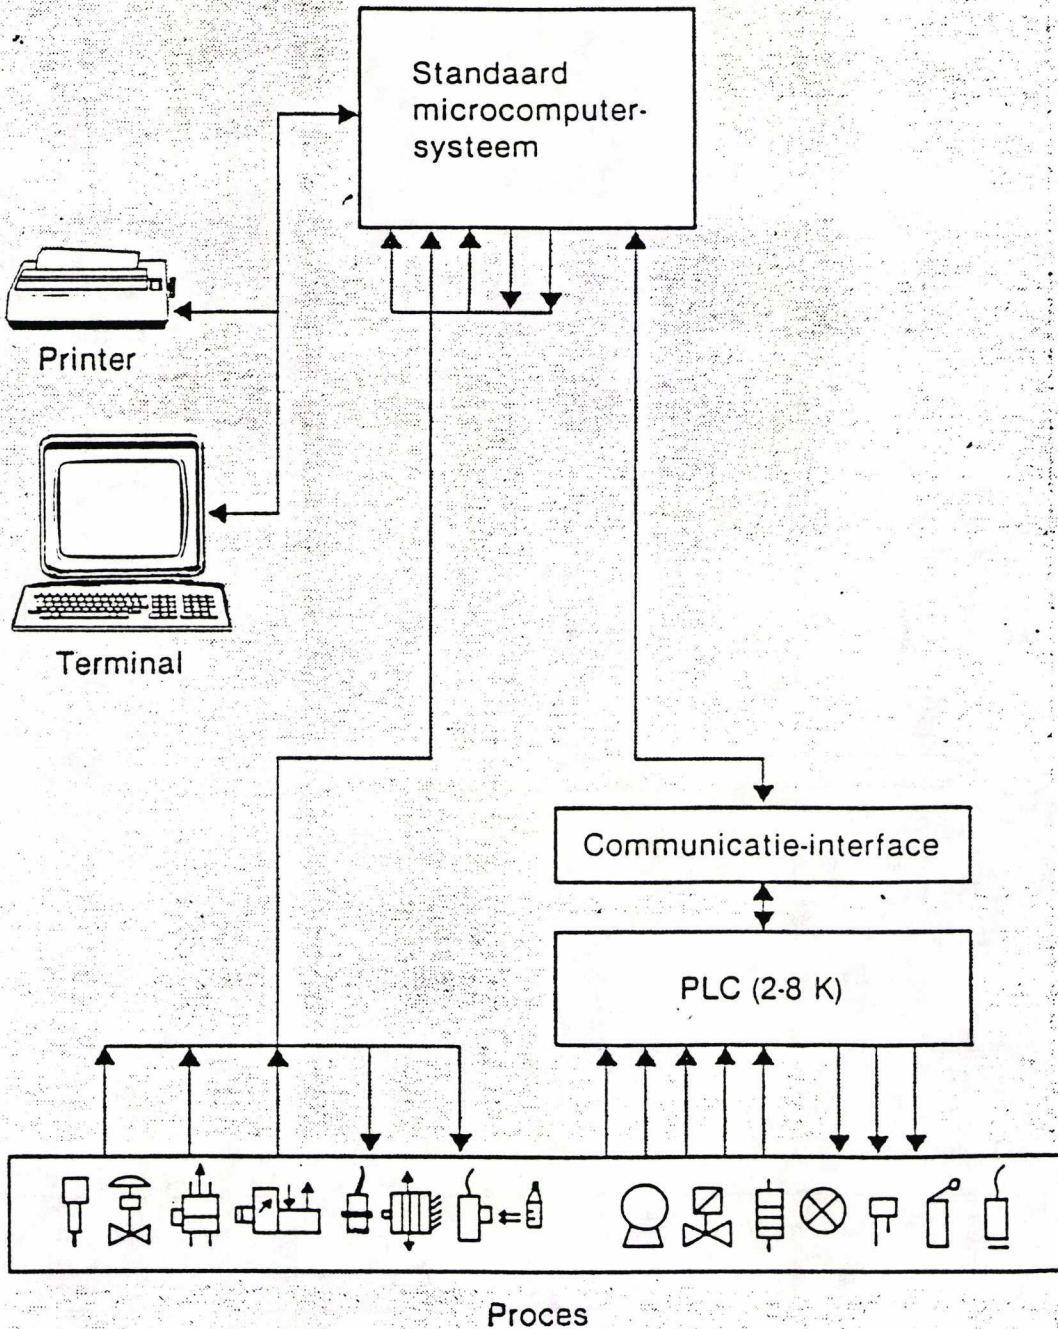 Standaard
microcomputer-
systeem
Printer
Terminal
Communicatie-interface
PLC (2-8 K)
Proces